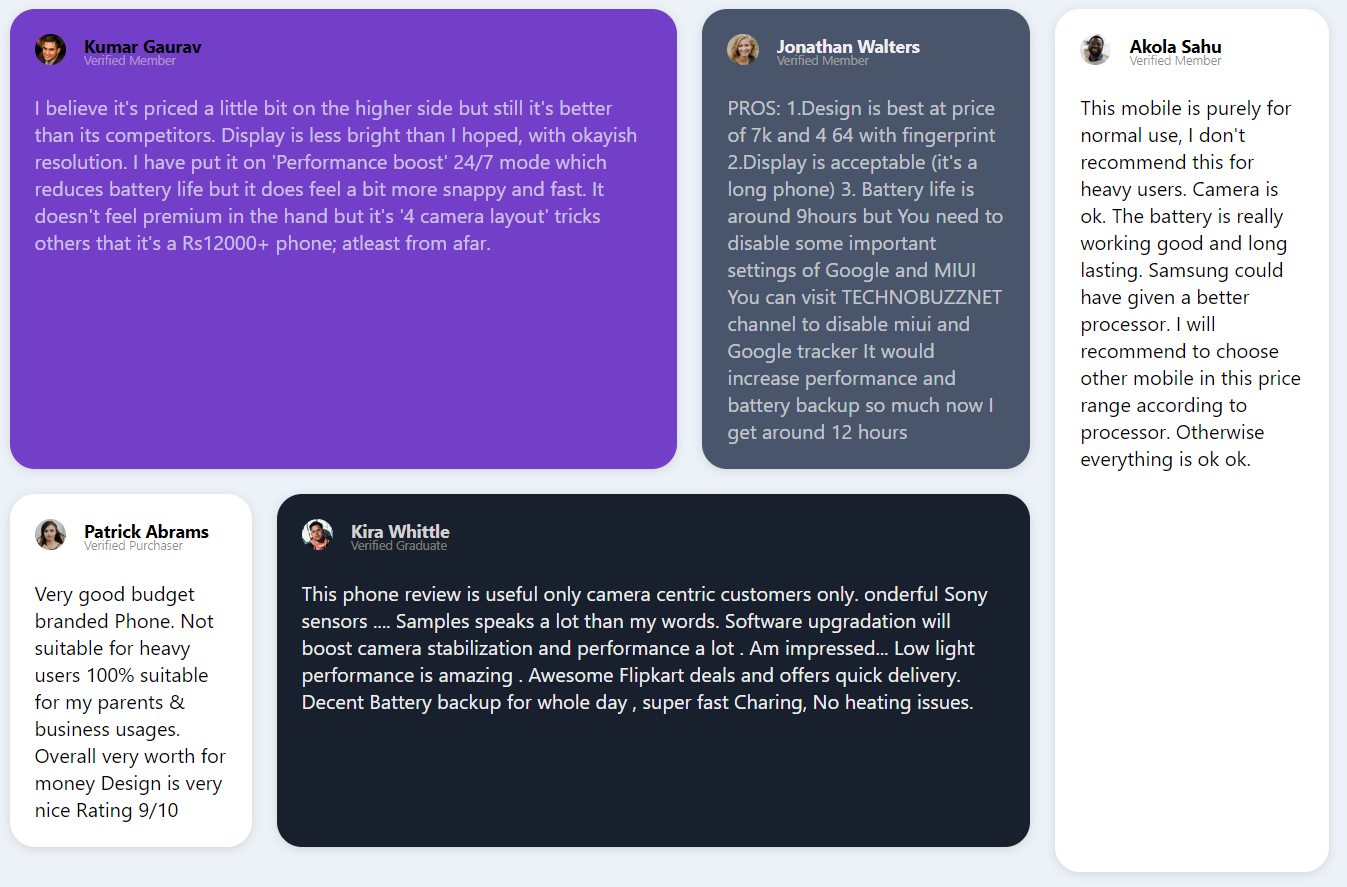 Kumar Gaurav
Verified Member
I believe it's priced a little bit on the higher side but still it's better
than its competitors. Display is less bright than I hoped, with okayish
resolution. I have put it on 'Performance boost' 24/7 mode which
reduces battery life but it does feel a bit more snappy and fast. It
doesn't feel premium in the hand but it's '4 camera layout' tricks
others that it's a Rs12000+ phone; atleast from afar.
Jonathan Walters
Verified Member
PROS: 1.Design is best at price
of 7k and 4 64 with fingerprint
2.Display is acceptable (it's a
long phone) 3. Battery life is
around 9hours but You need to
disable some important
settings of Google and MIUI
You can visit TECHNOBUZZNET
channel to disable miui and
Google tracker It would
increase performance and
battery backup so much now I
get around 12 hours
Akola Sahu
Verified Member
This mobile is purely for
normal use, I don't
recommend this for
heavy users. Camera is
ok. The battery is really
working good and long
lasting. Samsung could
have given a better
processor. I will
recommend to choose
other mobile in this price
range according to
processor. Otherwise
everything is ok ok.
Patrick Abrams
Verified Purchaser
Very good budget
branded Phone. Not
suitable for heavy
users 100% suitable
for my parents &
business usages.
Overall very worth for
money Design is very
nice Rating 9/10
Kira Whittle
Verified Graduate
This phone review is useful only camera centric customers only. onderful Sony
sensors .... Samples speaks a lot than my words. Software upgradation will
boost camera stabilization and performance a lot . Am impressed... Low light
performance is amazing . Awesome Flipkart deals and offers quick delivery.
Decent Battery backup for whole day , super fast Charing, No heating issues.